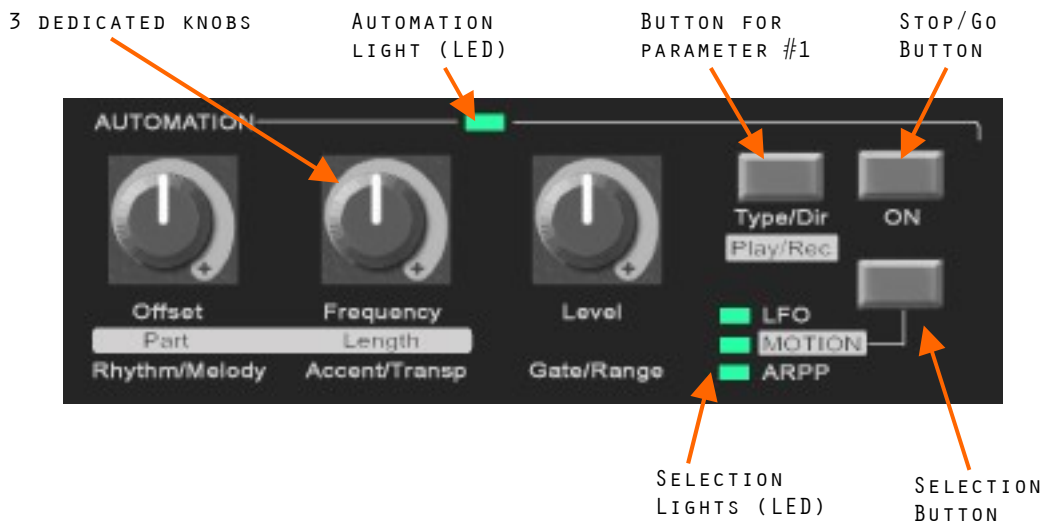 3 DEDICATED KNOBS
AUTOMATION
LIGHT (LED)
BUTTON FOR
PARAMETER #1
STOP/GO
BUTTON
AUTOMATION
Type/Dir
ON
Play/Rec
Offset
Frequency
Level
LFO
Part
Length
MOTION
Rhythm/Melody
Accent/Transp
Gate/Range
ARPP
SELECTION
LIGHTS (LED)
SELECTION
BUTTON